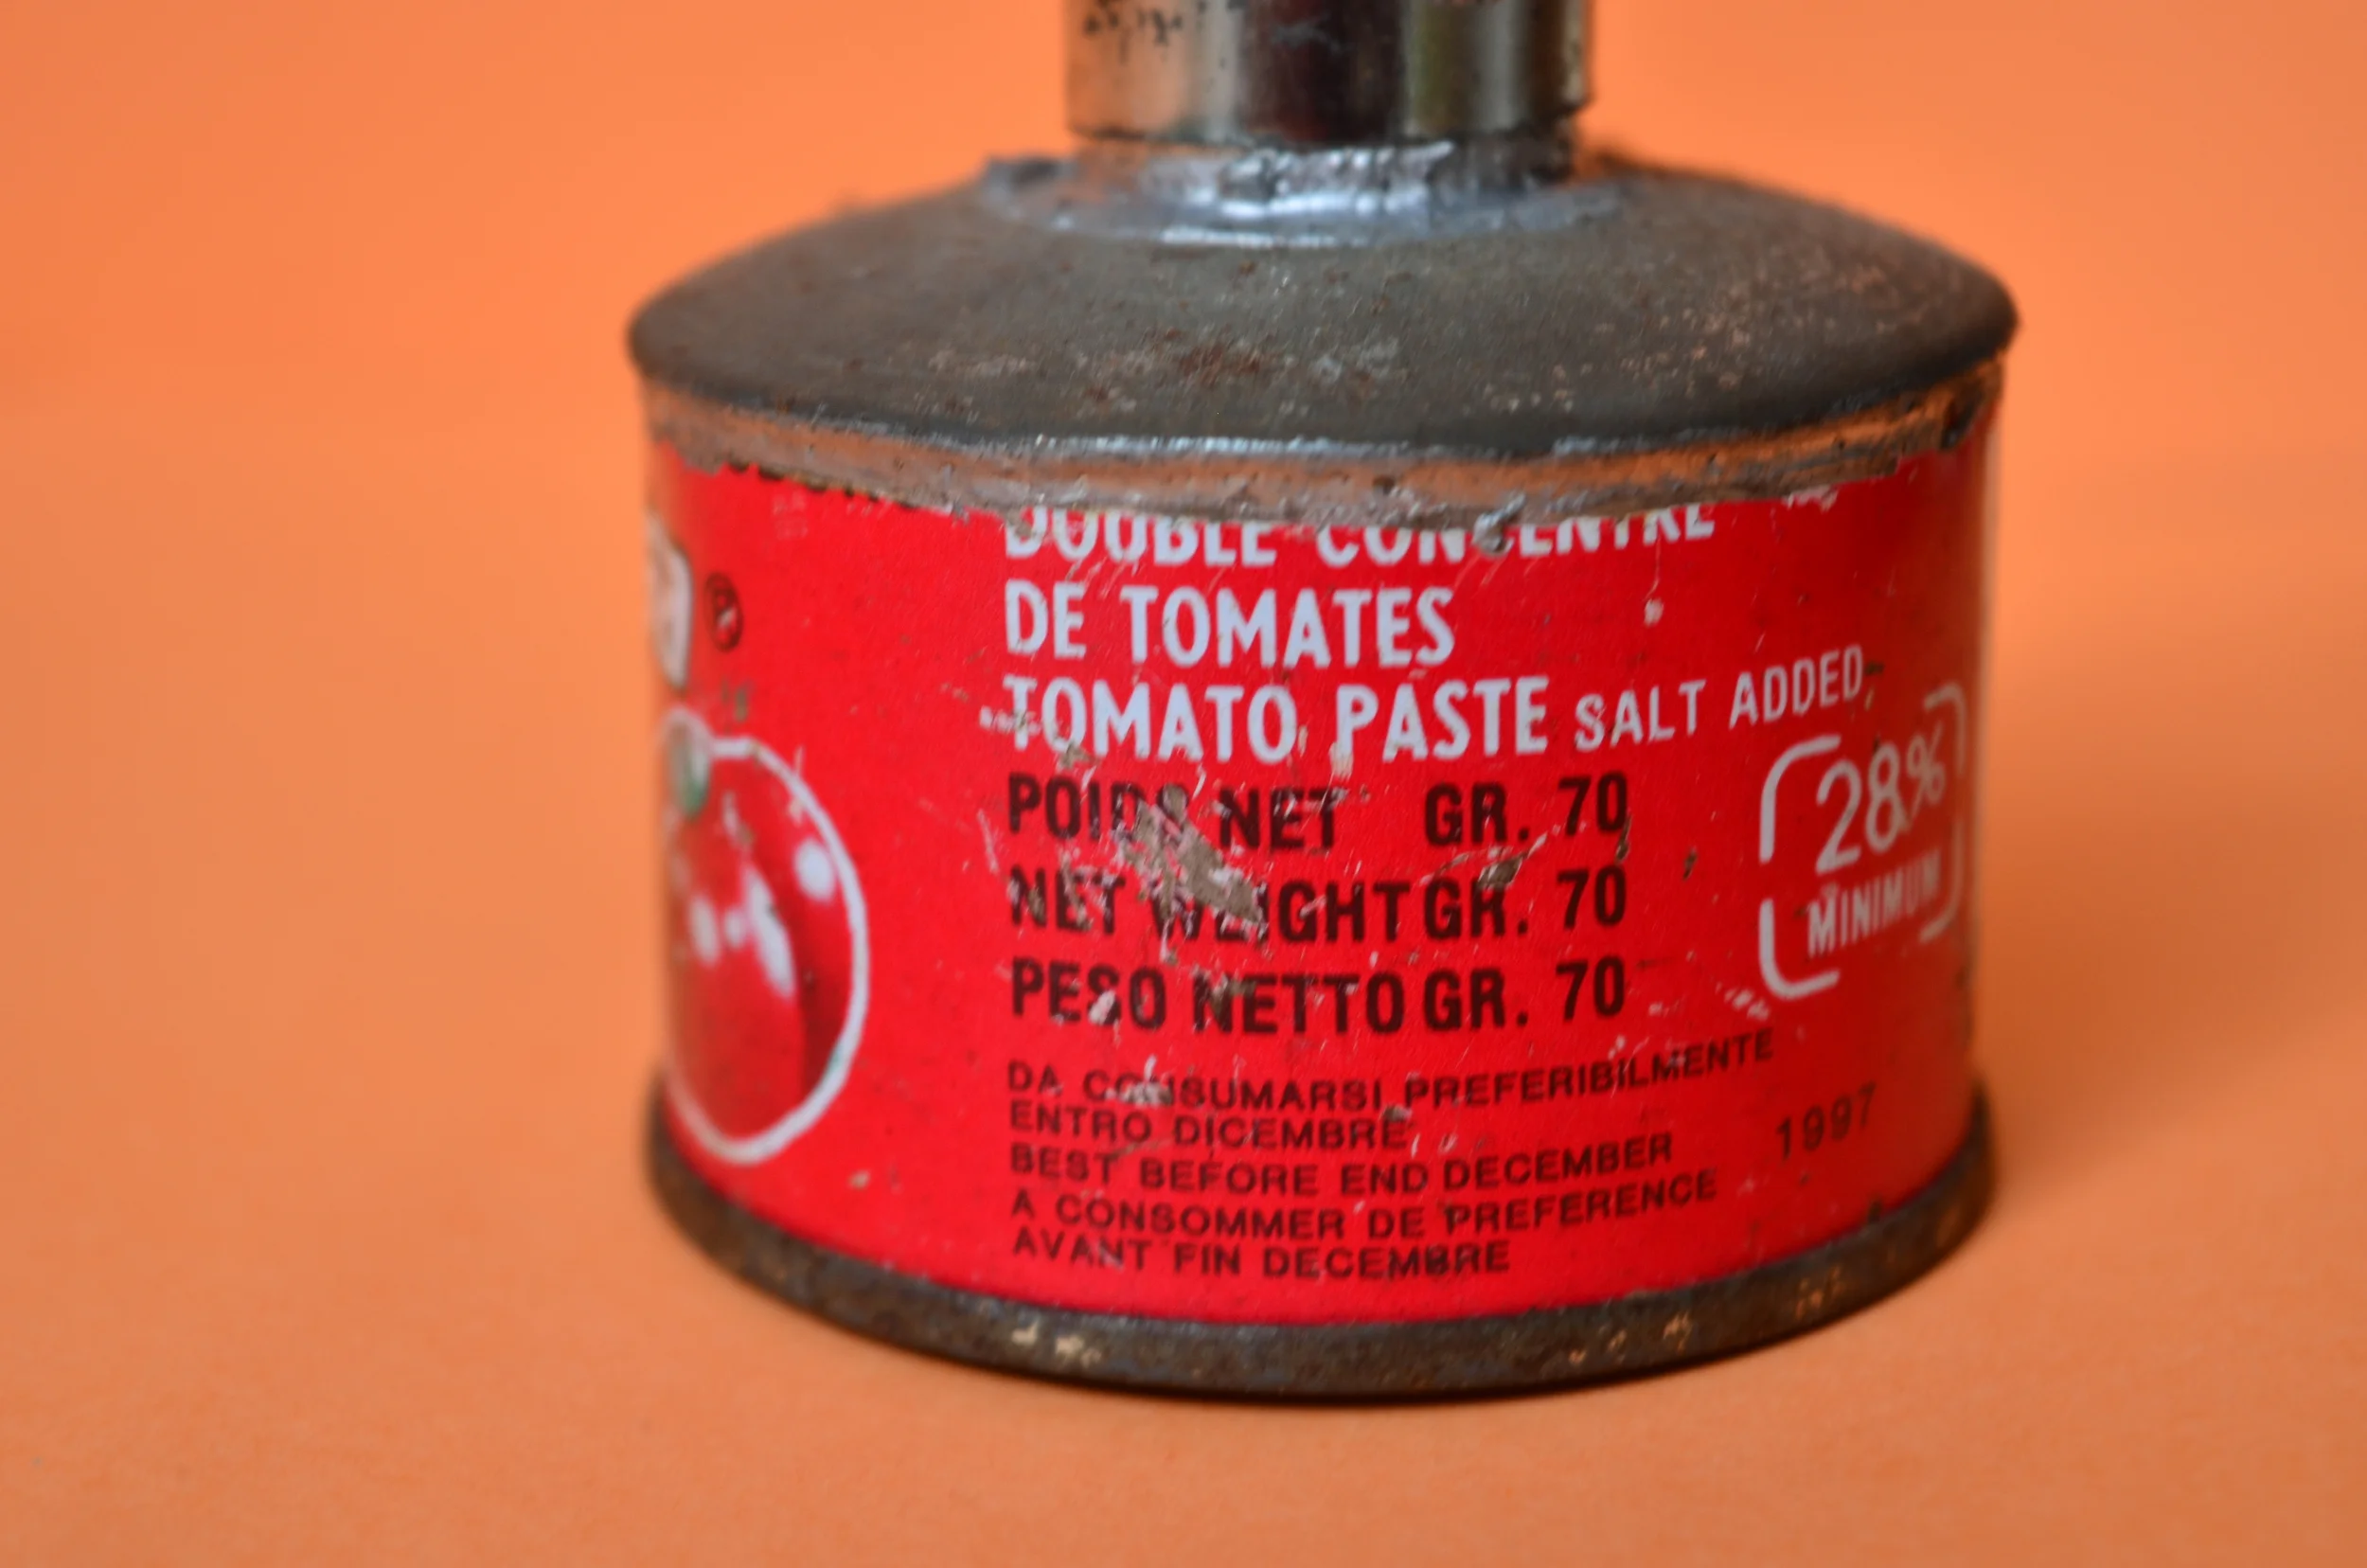 ®
DOUBLE CONCENTRE
DE TOMATES
TOMATO PASTE SALT ADDED
28% MINIMUM
POIDS NET GR. 70
NET WEIGHT GR. 70
PESO NETTO GR. 70
DA CONSUMARSI PREFERIBILMENTE
ENTRO DICEMBRE
BEST BEFORE END DECEMBER 1997
A CONSOMMER DE PREFERENCE
AVANT FIN DECEMBRE